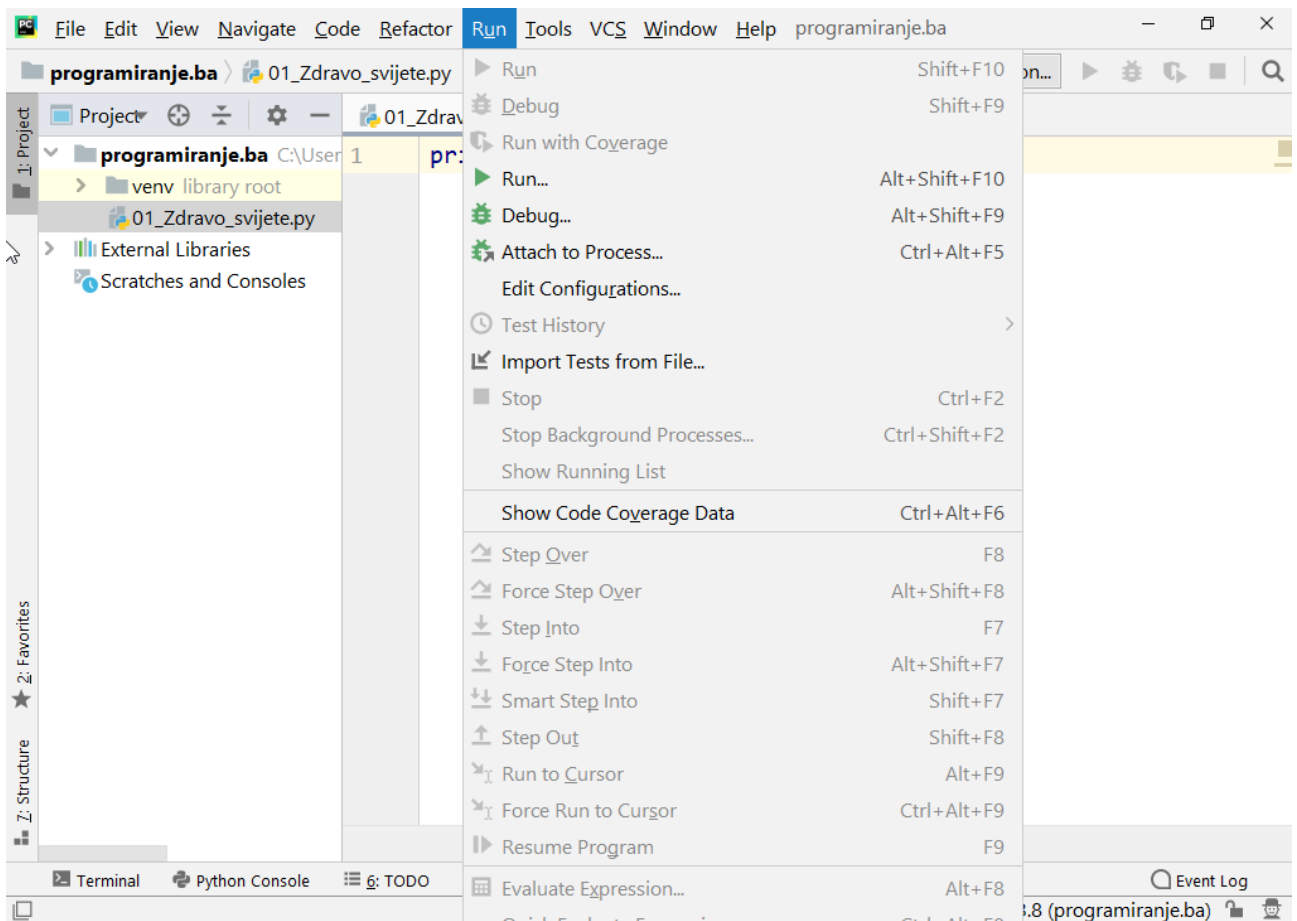 PC File Edit View Navigate Code Refactor Run Tools VCS Window Help programiranje.ba
programiranje.ba 01_Zdravo_svijete.py
1: Project
Project
programiranje.ba C:\User
venv library root
01_Zdravo_svijete.py
External Libraries
Scratches and Consoles
2: Favorites
Z: Structure
01_Zdrav
1 pri
Run Shift+F10
Debug Shift+F9
Run with Coverage
Run... Alt+Shift+F10
Debug... Alt+Shift+F9
Attach to Process... Ctrl+Alt+F5
Edit Configurations...
Test History
Import Tests from File...
Stop Ctrl+F2
Stop Background Processes... Ctrl+Shift+F2
Show Running List
Show Code Coverage Data Ctrl+Alt+F6
Step Over F8
Force Step Over Alt+Shift+F8
Step Into F7
Force Step Into Alt+Shift+F7
Smart Step Into Shift+F7
Step Out Shift+F8
Run to Cursor Alt+F9
Force Run to Cursor Ctrl+Alt+F9
Resume Program F9
Evaluate Expression... Alt+F8
on...
Terminal Python Console 6: TODO
Event Log
3.8 (programiranje.ba)